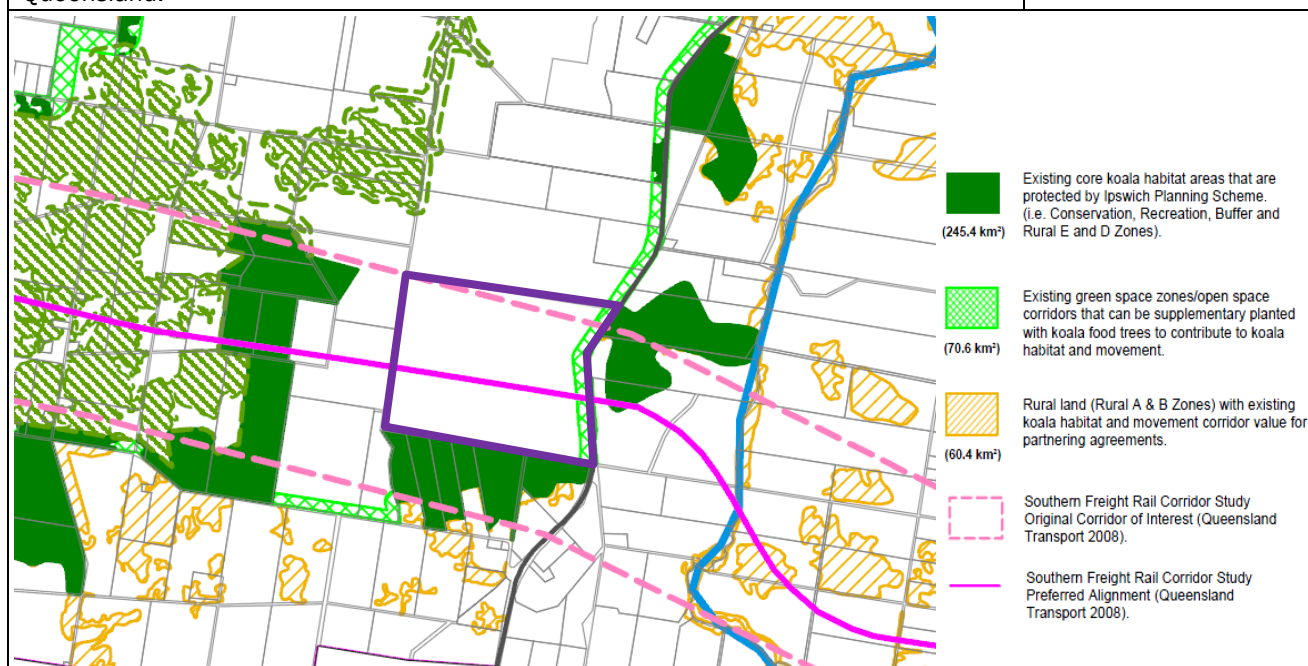 Queensland.
Existing core koala habitat areas that are
protected by Ipswich Planning Scheme.
(i.e. Conservation, Recreation, Buffer and
Rural E and D Zones).
(245.4 km²)
Existing green space zones/open space
corridors that can be supplementary planted
with koala food trees to contribute to koala
habitat and movement.
(70.6 km²)
Rural land (Rural A & B Zones) with existing
koala habitat and movement corridor value for
partnering agreements.
(60.4 km²)
Southern Freight Rail Corridor Study
Original Corridor of Interest (Queensland
Transport 2008).
Southern Freight Rail Corridor Study
Preferred Alignment (Queensland
Transport 2008).